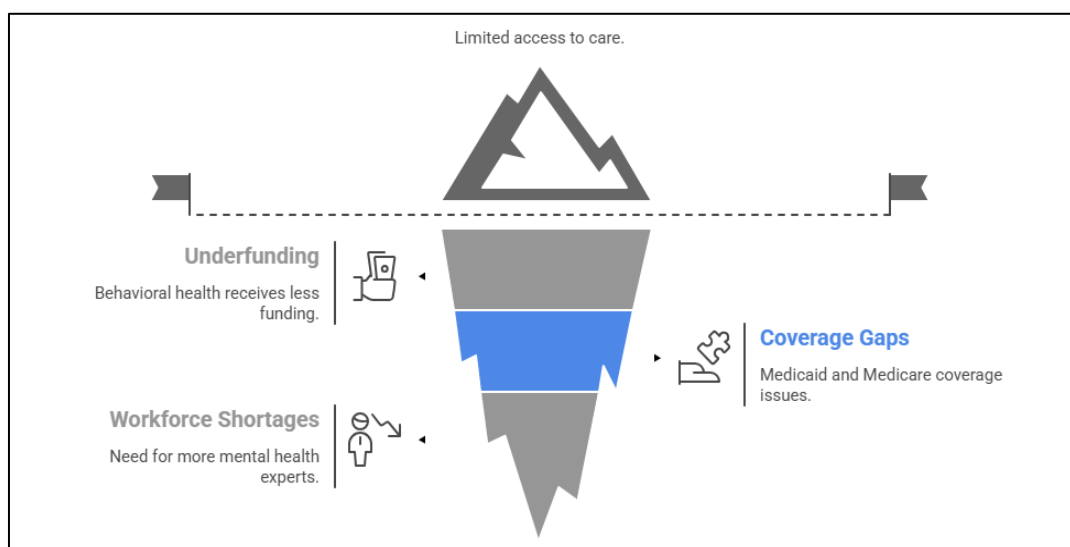 Limited access to care.
Underfunding
Behavioral health receives less
funding.
Coverage Gaps
Medicaid and Medicare coverage
issues.
Workforce Shortages
Need for more mental health
experts.